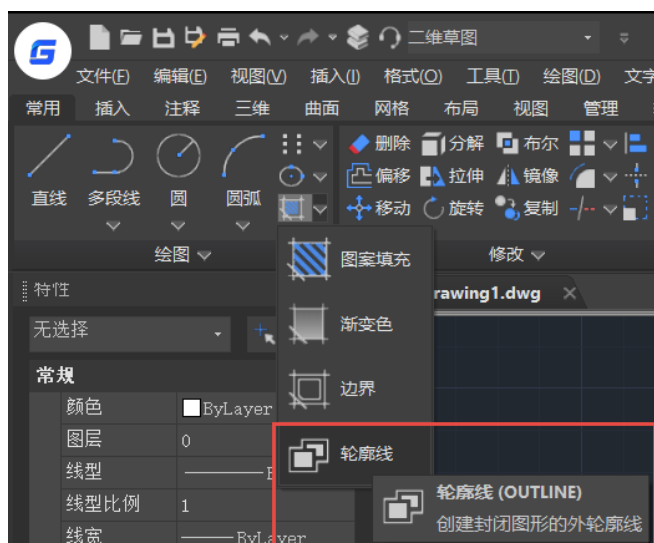 二维草图
文件(F) 编辑(E) 视图(V) 插入(I) 格式(O) 工具(T) 绘图(D) 文字
常用 插入 注释 三维 曲面 网格 布局 视图 管理
直线 多段线 圆 圆弧
删除 分解 布尔
偏移 拉伸 镜像
移动 旋转 复制
绘图 修改
特性
rawing1.dwg
无选择
图案填充
渐变色
边界
轮廓线
常规
颜色 ByLayer
图层 0
线型
线型比例 1
线宽 ByLayer
轮廓线 (OUTLINE)
创建封闭图形的外轮廓线